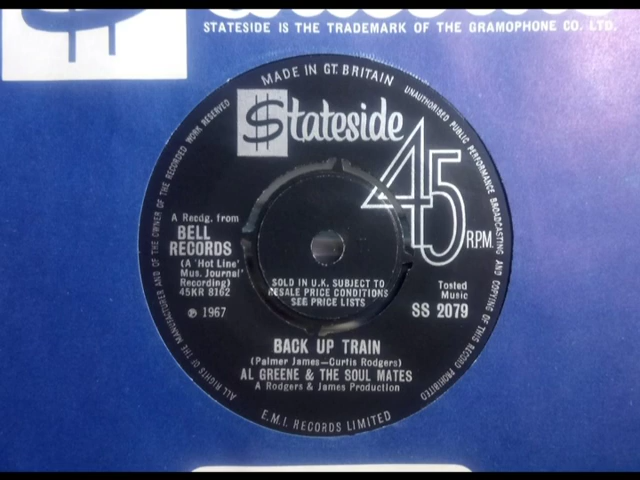 STATESIDE IS THE TRADEMARK OF THE GRAMOPHONE CO. LTD.
MADE IN GT. BRITAIN
$tateside
45 RPM.
UNAUTHORISED PUBLIC PERFORMANCE BROADCASTING AND COPYING OF THIS RECORD PROHIBITED
ALL RIGHTS OF THE MANUFACTURER AND OF THE OWNER OF THE RECORDED WORK RESERVED
A Recdg. from
BELL
RECORDS
(A 'Hot Line'
Mus. Journal'
Recording)
45KR 8162
℗ 1967
SOLD IN U.K. SUBJECT TO
RESALE PRICE CONDITIONS
SEE PRICE LISTS
Tosted
Music
SS 2079
BACK UP TRAIN
(Palmer James—Curtis Rodgers)
AL GREENE & THE SOUL MATES
A Rodgers & James Production
E.M.I. RECORDS LIMITED